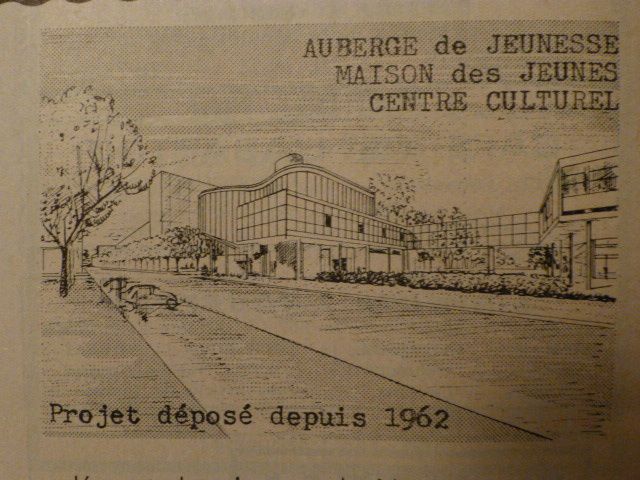 AUBERGE de JEUNESSE
MAISON des JEUNES
CENTRE CULTUREL
Projet déposé depuis 1962